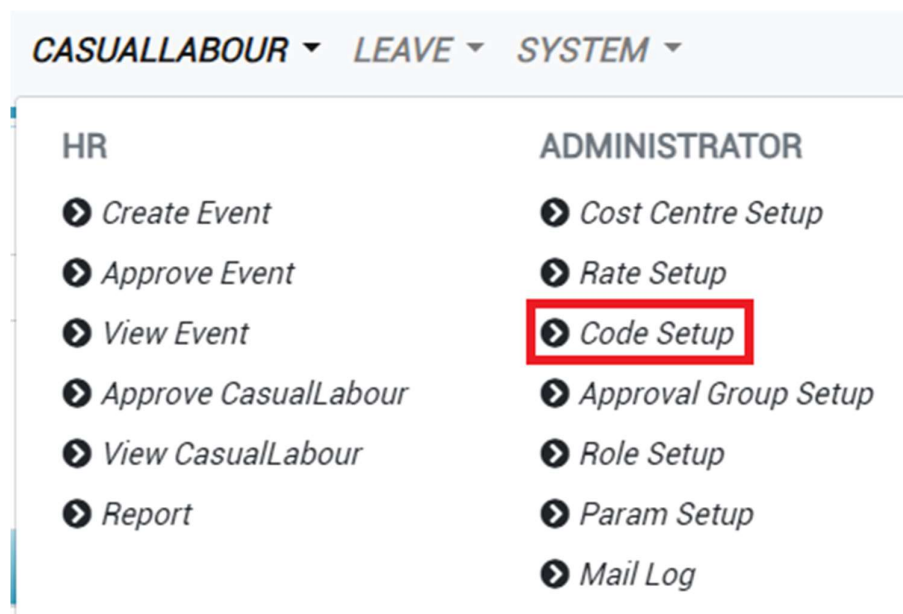 CASUALLABOUR LEAVE SYSTEM
HR
Create Event
Approve Event
View Event
Approve CasualLabour
View CasualLabour
Report
ADMINISTRATOR
Cost Centre Setup
Rate Setup
Code Setup
Approval Group Setup
Role Setup
Param Setup
Mail Log